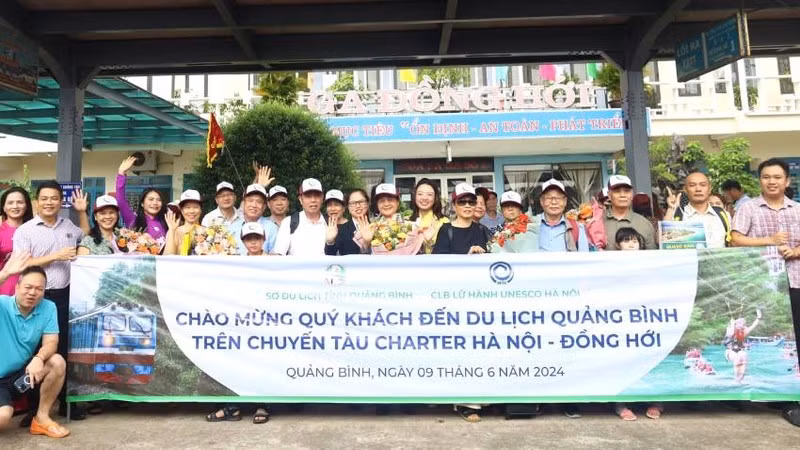 GA ĐỒNG HỚI
MỤC TIÊU "ỔN ĐỊNH - AN TOÀN - PHÁT TRIỂN
LỐI RA
SỞ DU LỊCH TỈNH QUẢNG BÌNH
CLB LỮ HÀNH UNESCO HÀ NỘI
CHÀO MỪNG QUÝ KHÁCH ĐẾN DU LỊCH QUẢNG BÌNH
TRÊN CHUYẾN TÀU CHARTER HÀ NỘI - ĐỒNG HỚI
QUẢNG BÌNH, NGÀY 09 THÁNG 6 NĂM 2024